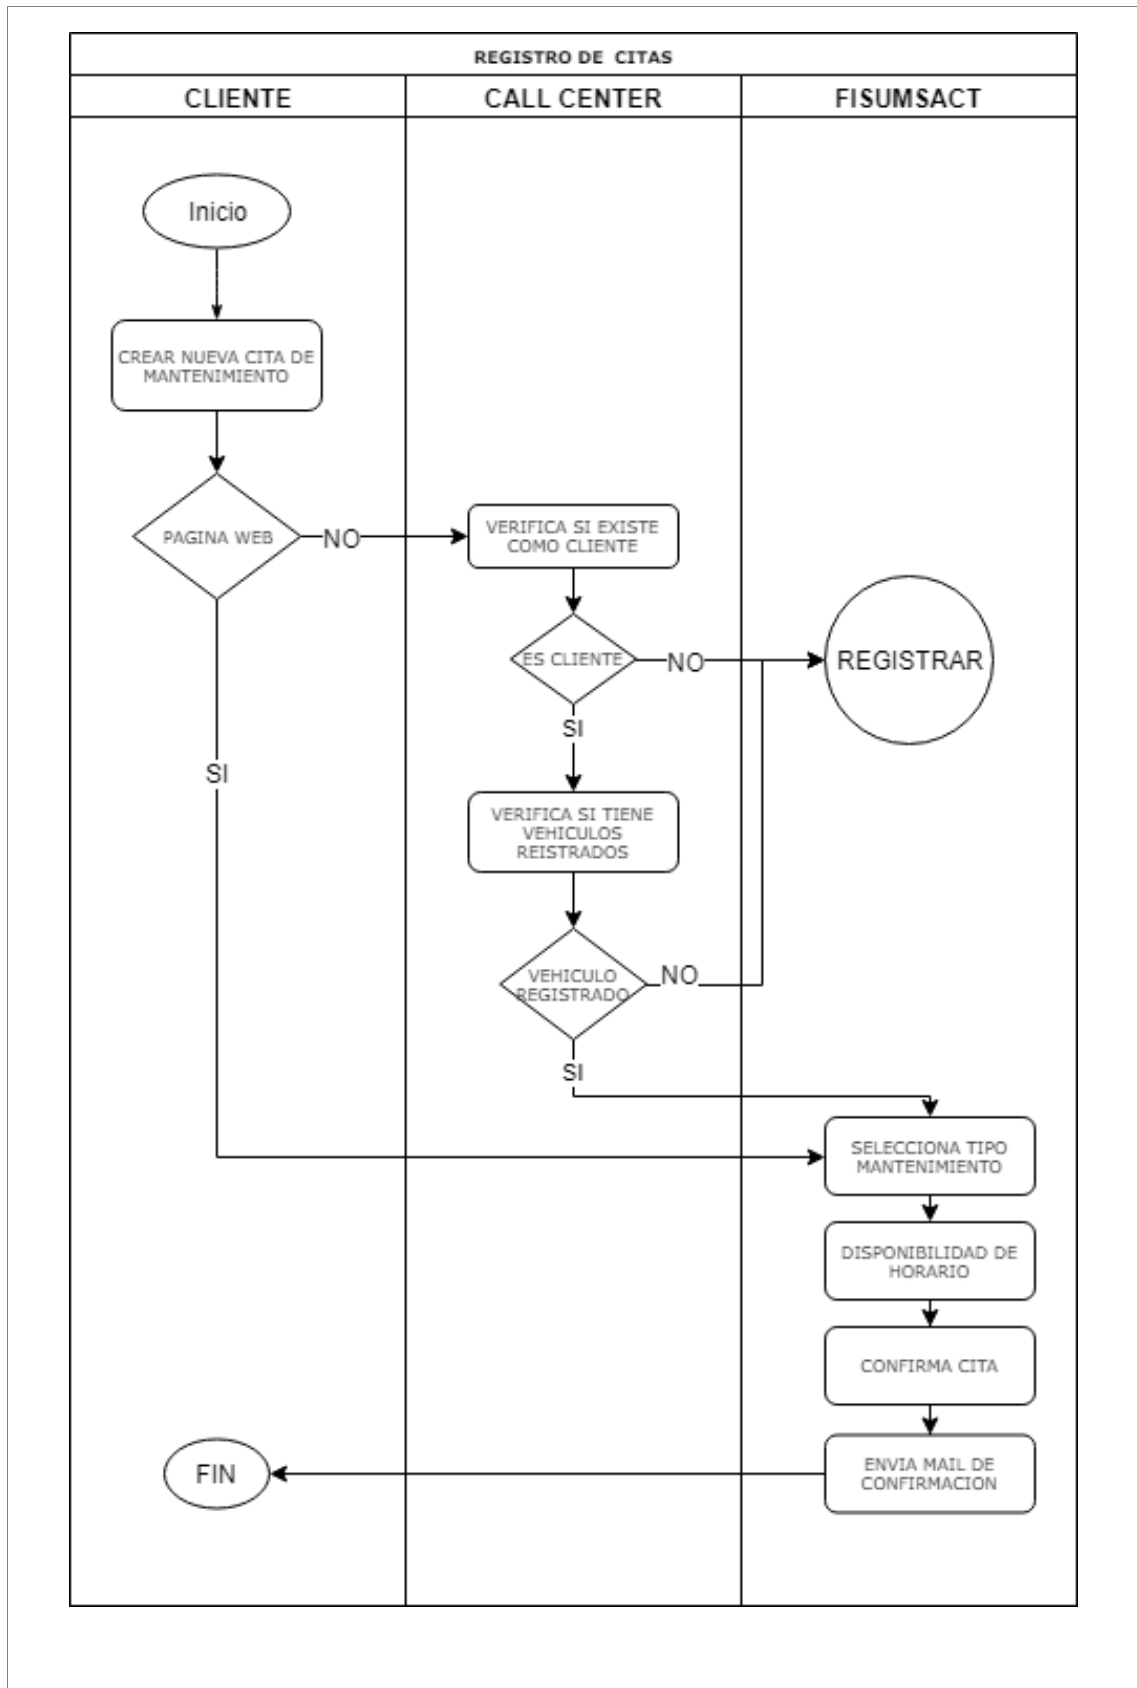 REGISTRO DE CITAS
CLIENTE
CALL CENTER
FISUMSACT
Inicio
CREAR NUEVA CITA DE
MANTENIMIENTO
PAGINA WEB
NO
VERIFICA SI EXISTE
COMO CLIENTE
ES CLIENTE
NO
REGISTRAR
SI
SI
VERIFICA SI TIENE
VEHICULOS
REISTRADOS
VEHICULO
REGISTRADO
NO
SI
SELECCIONA TIPO
MANTENIMIENTO
DISPONIBILIDAD DE
HORARIO
CONFIRMA CITA
ENVIA MAIL DE
CONFIRMACION
FIN